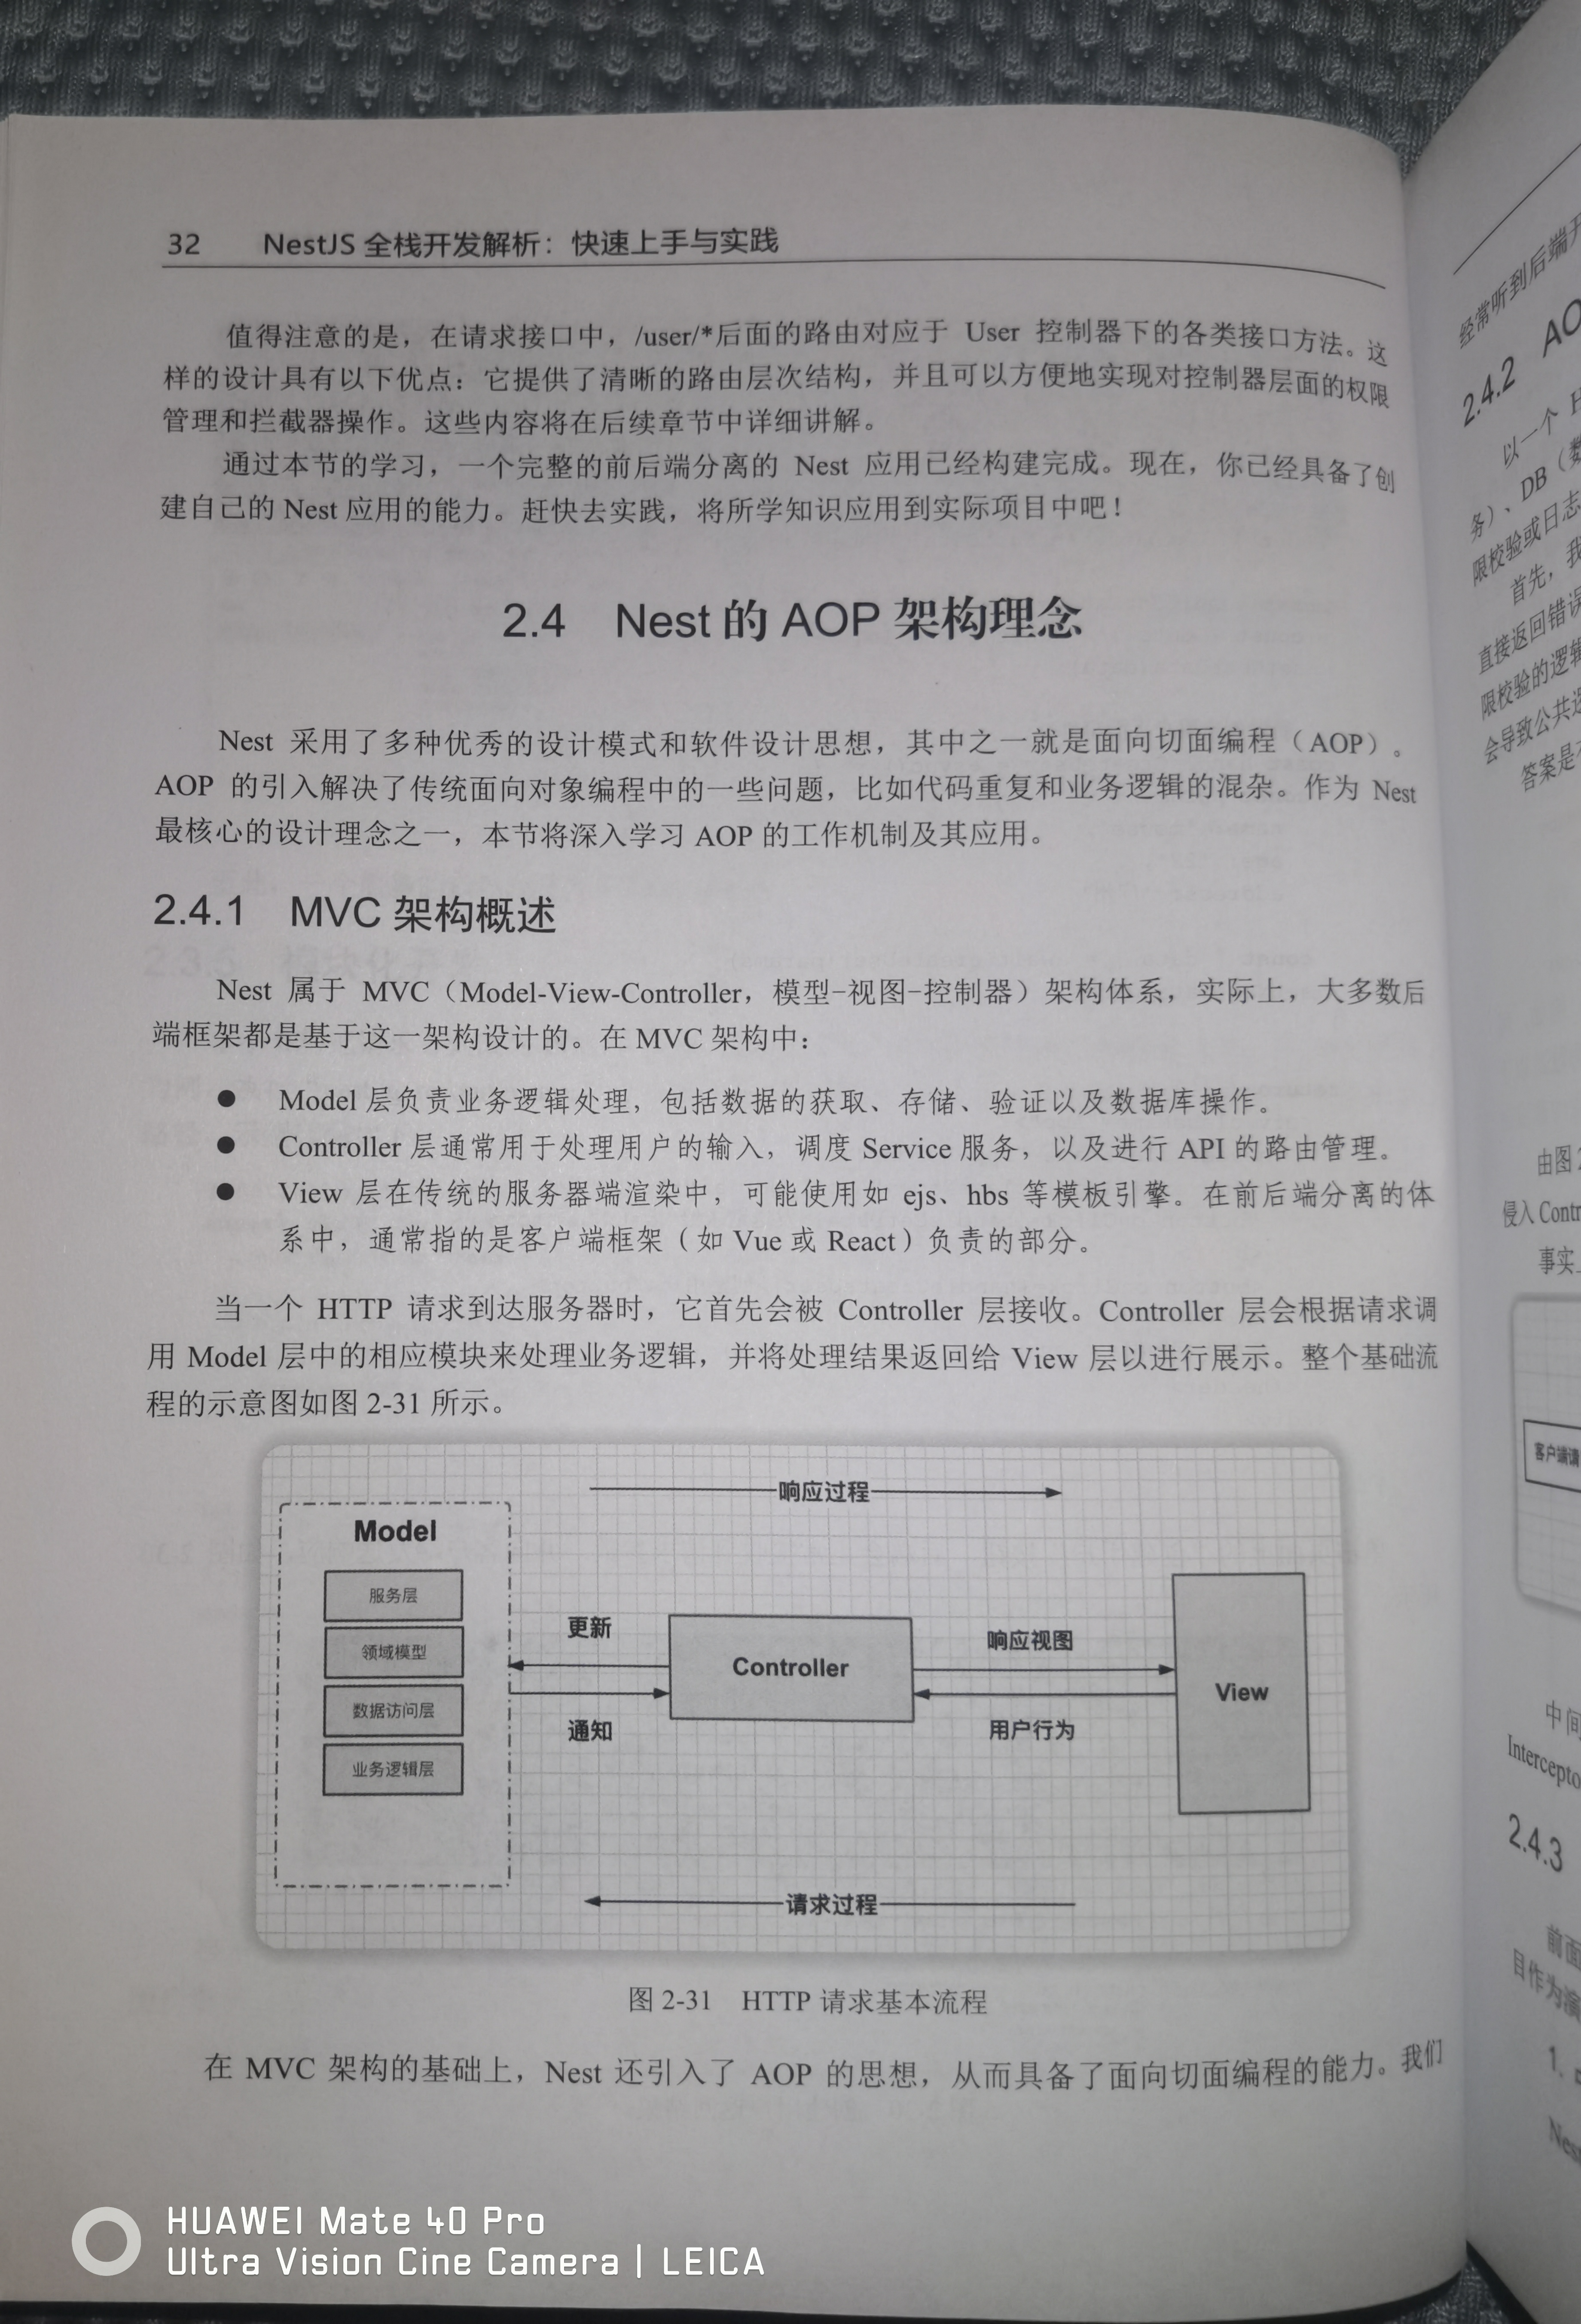 32 NestJS 全栈开发解析：快速上手与实践
值得注意的是，在请求接口中，/user/*后面的路由对应于 User 控制器下的各类接口方法。这
样的设计具有以下优点：它提供了清晰的路由层次结构，并且可以方便地实现对控制器层面的权限
管理和拦截器操作。这些内容将在后续章节中详细讲解。
通过本节的学习，一个完整的前后端分离的 Nest 应用已经构建完成。现在，你已经具备了创
建自己的 Nest 应用的能力。赶快去实践，将所学知识应用到实际项目中吧！
2.4 Nest 的 AOP 架构理念
Nest 采用了多种优秀的设计模式和软件设计思想，其中之一就是面向切面编程（AOP）。
AOP 的引入解决了传统面向对象编程中的一些问题，比如代码重复和业务逻辑的混杂。作为 Nest
最核心的设计理念之一，本节将深入学习 AOP 的工作机制及其应用。
2.4.1 MVC 架构概述
Nest 属于 MVC（Model-View-Controller，模型-视图-控制器）架构体系，实际上，大多数后
端框架都是基于这一架构设计的。在 MVC 架构中：
● Model 层负责业务逻辑处理，包括数据的获取、存储、验证以及数据库操作。
● Controller 层通常用于处理用户的输入，调度 Service 服务，以及进行 API 的路由管理。
● View 层在传统的服务器端渲染中，可能使用如 ejs、hbs 等模板引擎。在前后端分离的体
系中，通常指的是客户端框架（如 Vue 或 React）负责的部分。
当一个 HTTP 请求到达服务器时，它首先会被 Controller 层接收。Controller 层会根据请求调
用 Model 层中的相应模块来处理业务逻辑，并将处理结果返回给 View 层以进行展示。整个基础流
程的示意图如图 2-31 所示。
响应过程
Model
服务层
领域模型
数据访问层
业务逻辑层
更新
通知
Controller
响应视图
用户行为
View
请求过程
图 2-31 HTTP 请求基本流程
在 MVC 架构的基础上，Nest 还引入了 AOP 的思想，从而具备了面向切面编程的能力。我们
经常听到后端开
2.4.2 AO
以一个
务）、DB（数
限校验或日志
首先，我
直接返回错误
限校验的逻辑
会导致公共逻
答案是
由图
侵入 Contr
事实上
客户端请
中间
Intercepto
2.4.3
前面
目作为演
1.
Nest
HUAWEI Mate 40 Pro
Ultra Vision Cine Camera | LEICA